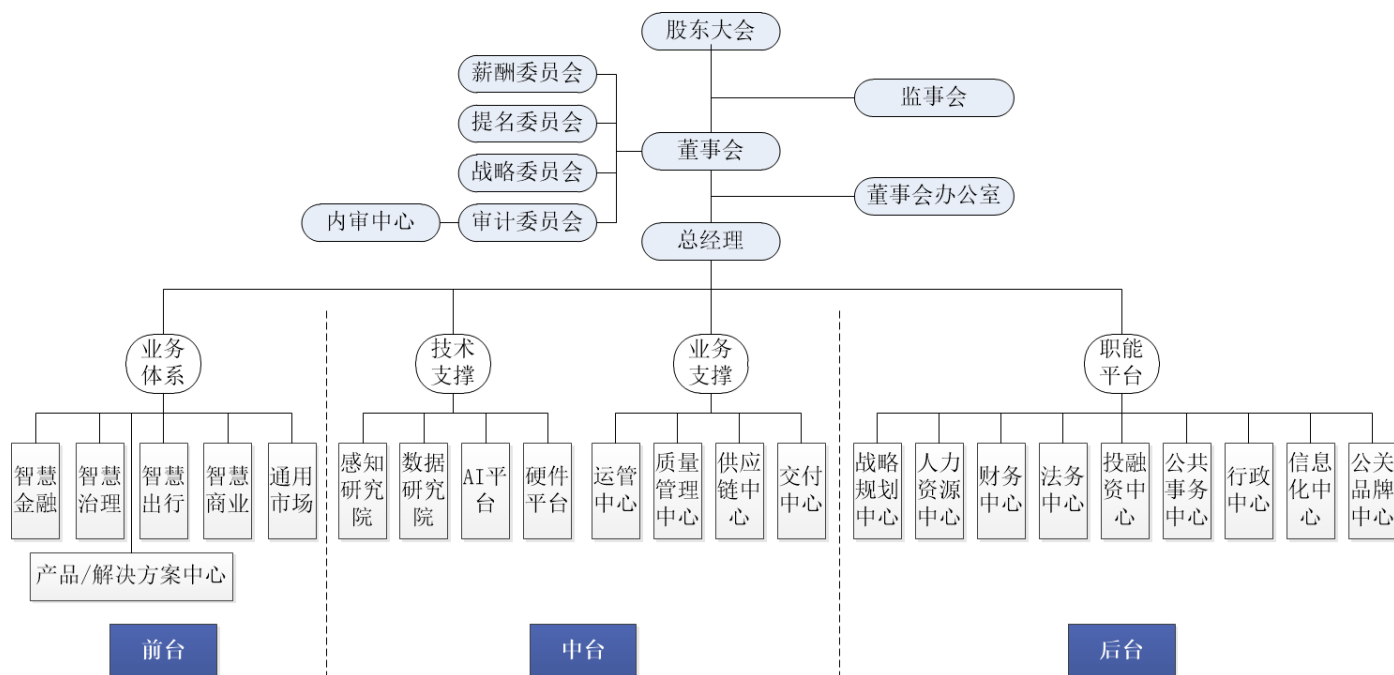 股东大会
薪酬委员会
监事会
提名委员会
董事会
战略委员会
董事会办公室
内审中心
审计委员会
总经理
业务
体系
技术
支撑
业务
支撑
职能
平台
智慧
金融
智慧
治理
智慧
出行
智慧
商业
通用
市场
感知
研究
院
数据
研究
院
AI平
台
硬件
平台
运管
中心
质量
管理
中心
供应
链中
心
交付
中心
战略
规划
中心
人力
资源
中心
财务
中心
法务
中心
投融
资中
心
公共
事务
中心
行政
中心
信息
化中
心
公关
品牌
中心
产品/解决方案中心
前台
中台
后台